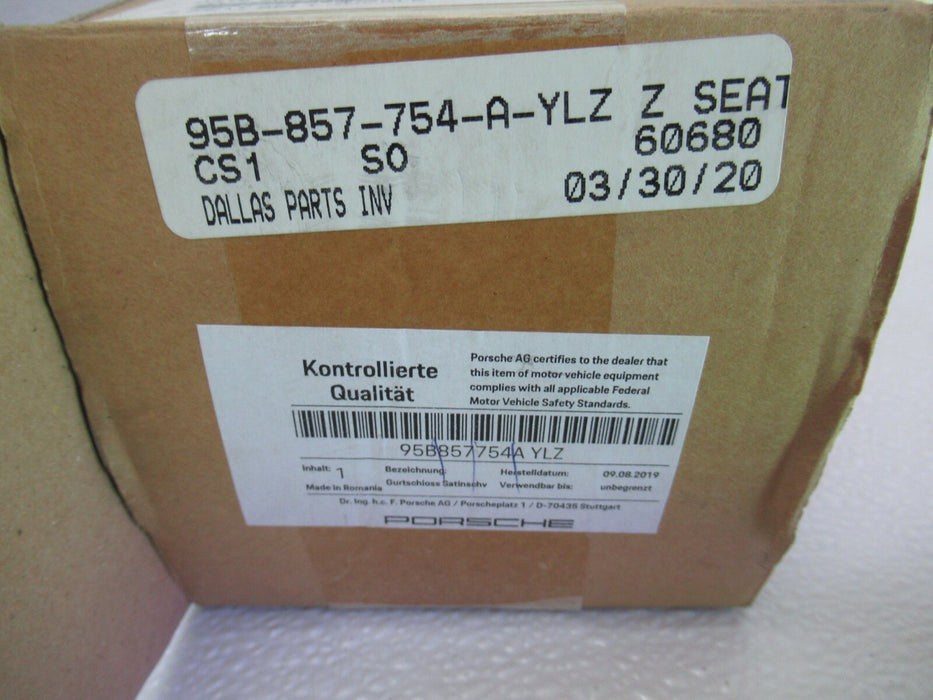 95B-857-754-A-YLZ Z SEAT
CS1 SO 60680
DALLAS PARTS INV 03/30/20
Kontrollierte Qualität
Porsche AG certifies to the dealer that
this item of motor vehicle equipment
complies with all applicable Federal
Motor Vehicle Safety Standards.
95B857754A YLZ
Inhalt: 1 Bezeichnung: Herstelldatum: 09.08.2019
Made in Romania Gurtschloss Satinschv Verwendbar bis: unbegrenzt
Dr. Ing. h.c. F. Porsche AG / Porscheplatz 1 / D-70435 Stuttgart
PORSCHE